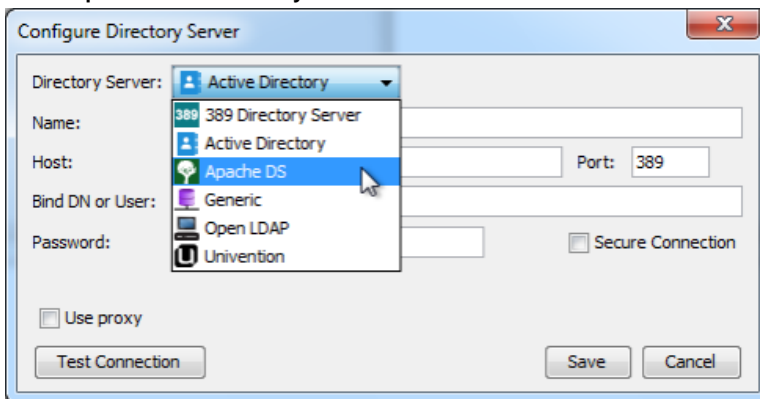 Configure Directory Server
Directory Server: Active Directory
389 389 Directory Server
Name:
Active Directory
Host:
Apache DS
Port: 389
Bind DN or User:
Generic
Open LDAP
Password:
Secure Connection
U Univention
Use proxy
Test Connection Save Cancel